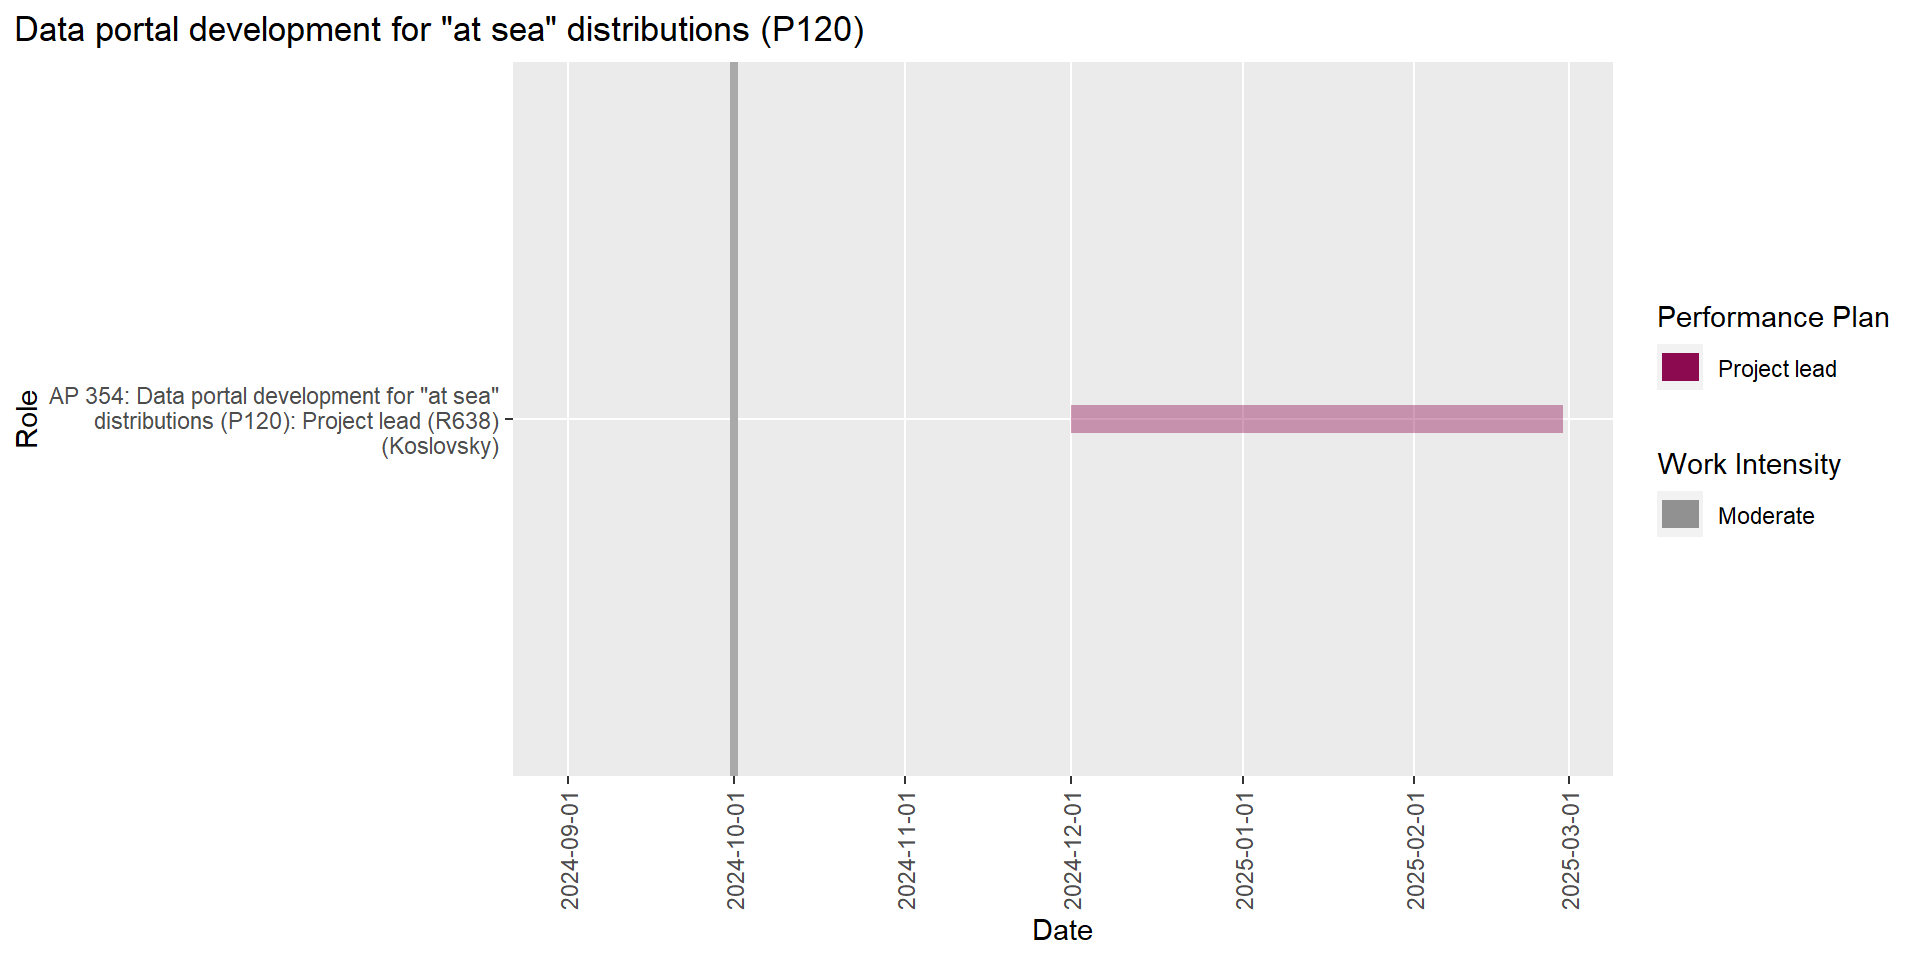 Data portal development for "at sea" distributions (P120)
Role
AP 354: Data portal development for "at sea"
distributions (P120): Project lead (R638)
(Koslovsky)
2024-09-01
2024-10-01
2024-11-01
2024-12-01
2025-01-01
2025-02-01
2025-03-01
Date
Performance Plan
Project lead
Work Intensity
Moderate